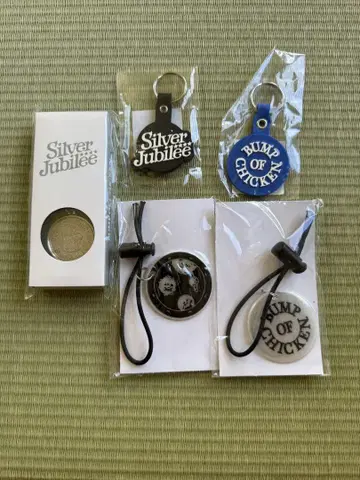 Silver
Jubilee
Silver
Jubilee
BUMP
OF
CHICKEN
BUMP
OF
CHICKEN